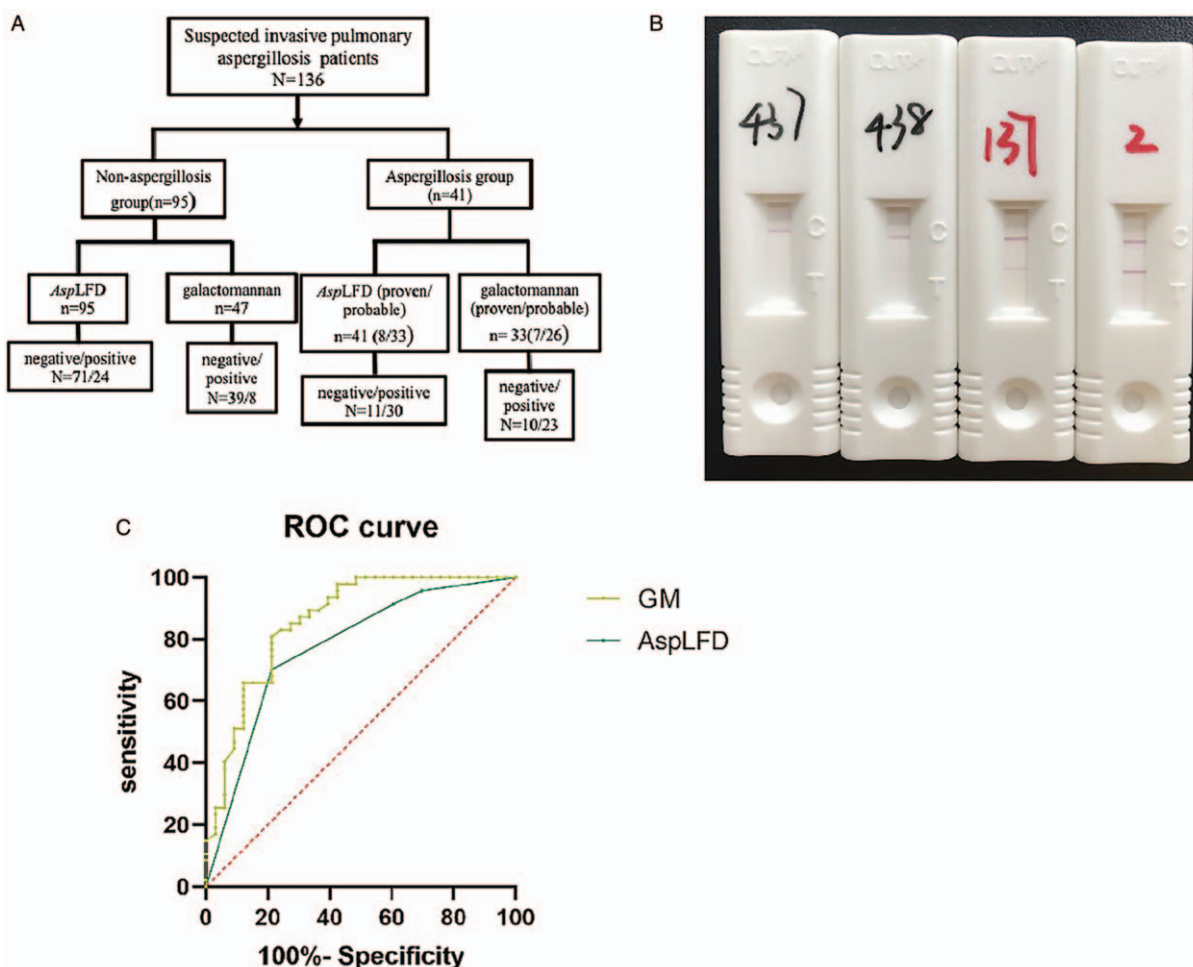 A
Suspected invasive pulmonary
aspergillosis patients
N=136
Non-aspergillosis
group(n=95)
Aspergillosis group
(n=41)
AspLFD
n=95
galactomannan
n=47
AspLFD (proven/
probable)
n=41 (8/33)
galactomannan
(proven/probable)
n= 33(7/26)
negative/positive
N=71/24
negative/
positive
N=39/8
negative/positive
N=11/30
negative/
positive
N=10/23
B
437
438
137
2
C
T
C
T
C
T
C
T
C
ROC curve
100
80
60
40
20
0
sensitivity
0 20 40 60 80 100
100%- Specificity
GM
AspLFD